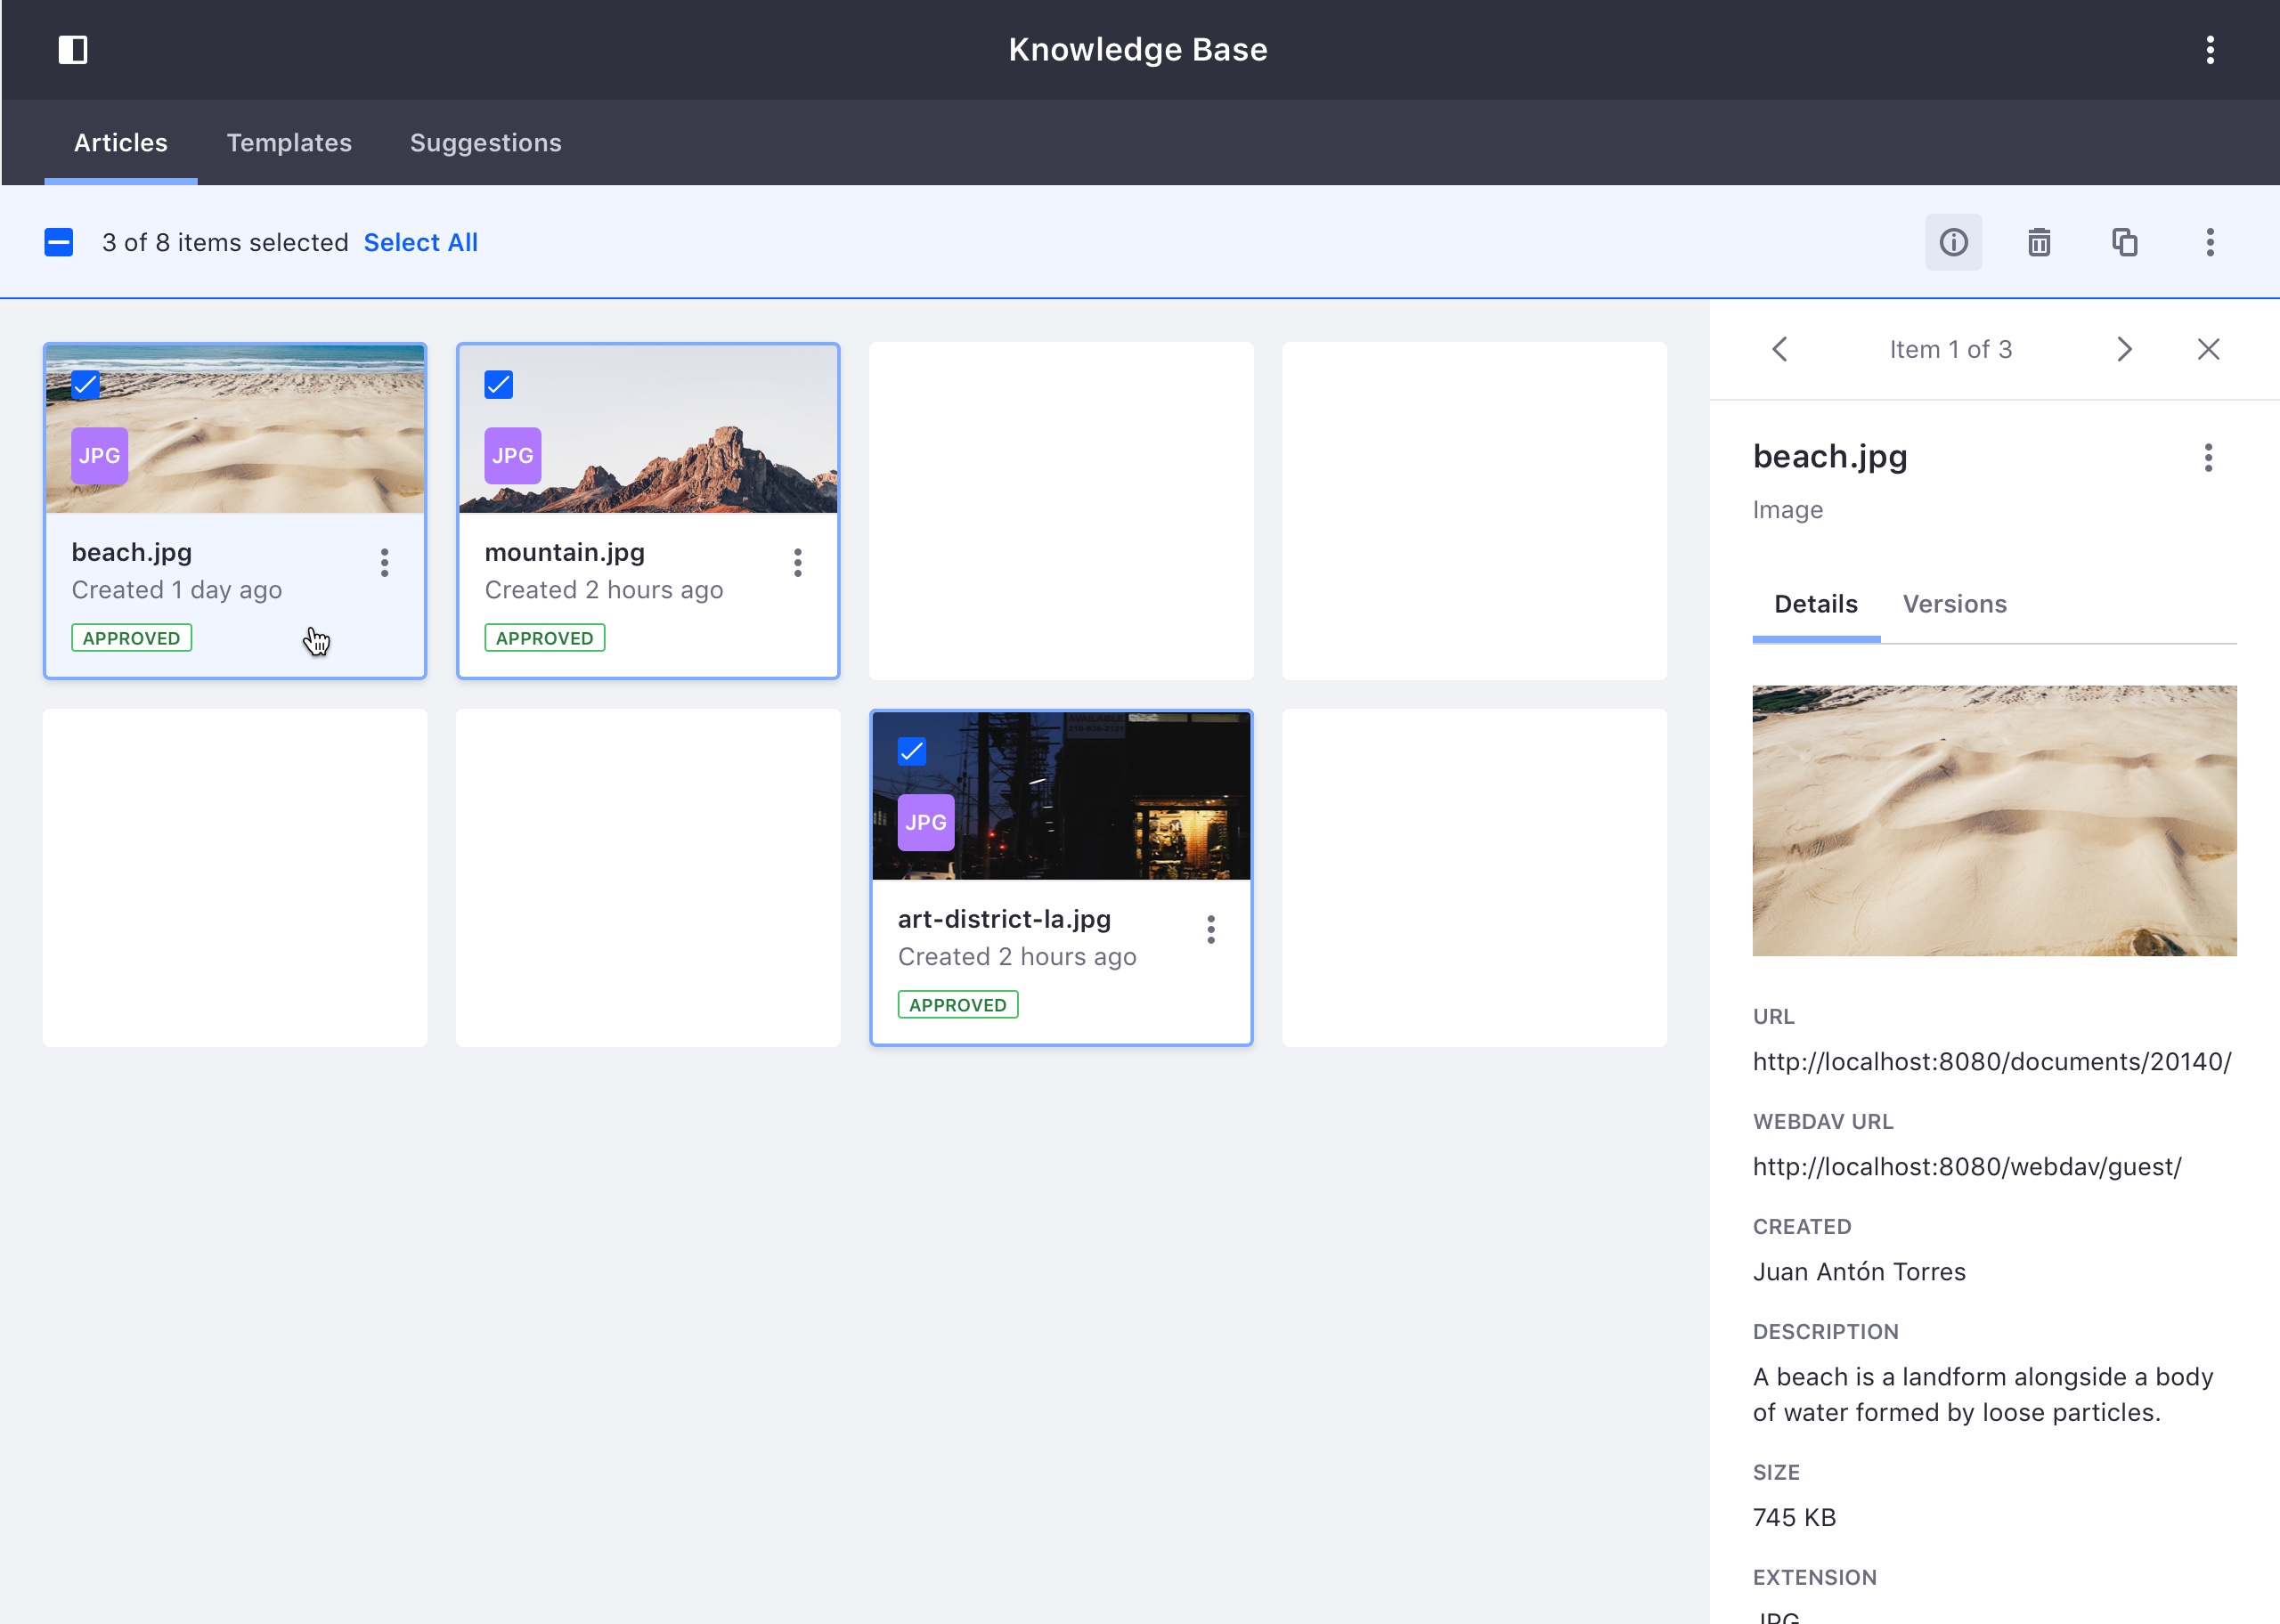 Knowledge Base
Articles
Templates
Suggestions
3 of 8 items selected Select All
JPG
beach.jpg
Created 1 day ago
APPROVED
JPG
mountain.jpg
Created 2 hours ago
APPROVED
AVAILABLE
JPG
art-district-la.jpg
Created 2 hours ago
APPROVED
Item 1 of 3
beach.jpg
Image
Details
Versions
URL
http://localhost:8080/documents/20140/
WEBDAV URL
http://localhost:8080/webdav/guest/
CREATED
Juan Antón Torres
DESCRIPTION
A beach is a landform alongside a body
of water formed by loose particles.
SIZE
745 KB
EXTENSION
JPG